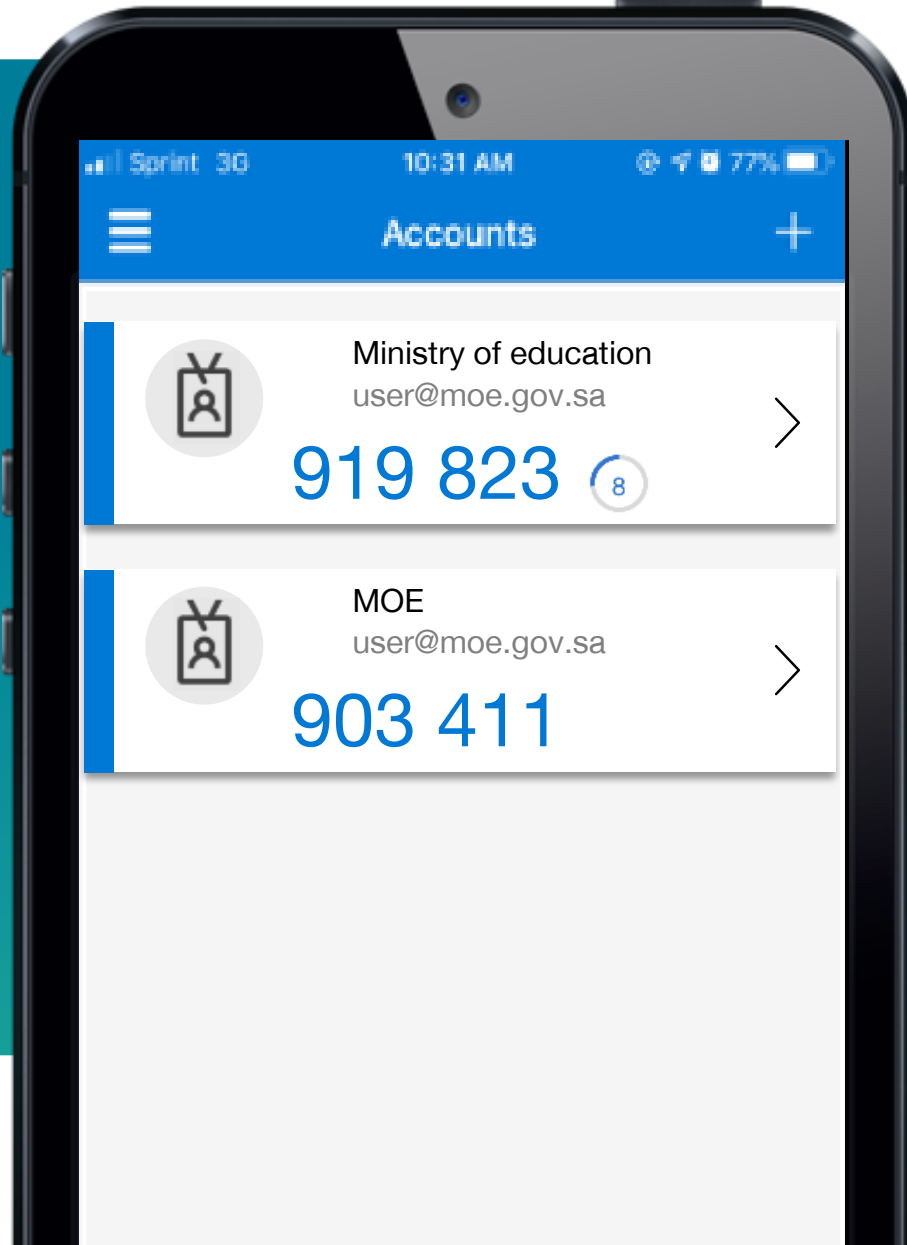 Sprint 3G 10:31 AM 77%
Accounts
Ministry of education
user@moe.gov.sa
919 823 8
MOE
user@moe.gov.sa
903 411